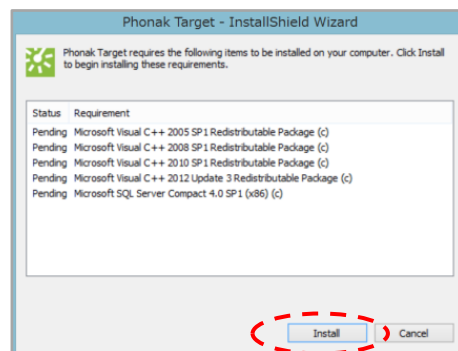 Phonak Target - InstallShield Wizard
Phonak Target requires the following items to be installed on your computer. Click Install
to begin installing these requirements.
Status Requirement
Pending Microsoft Visual C++ 2005 SP1 Redistributable Package (c)
Pending Microsoft Visual C++ 2008 SP1 Redistributable Package (c)
Pending Microsoft Visual C++ 2010 SP1 Redistributable Package (c)
Pending Microsoft Visual C++ 2012 Update 3 Redistributable Package (c)
Pending Microsoft SQL Server Compact 4.0 SP1 (x86) (c)
Install Cancel